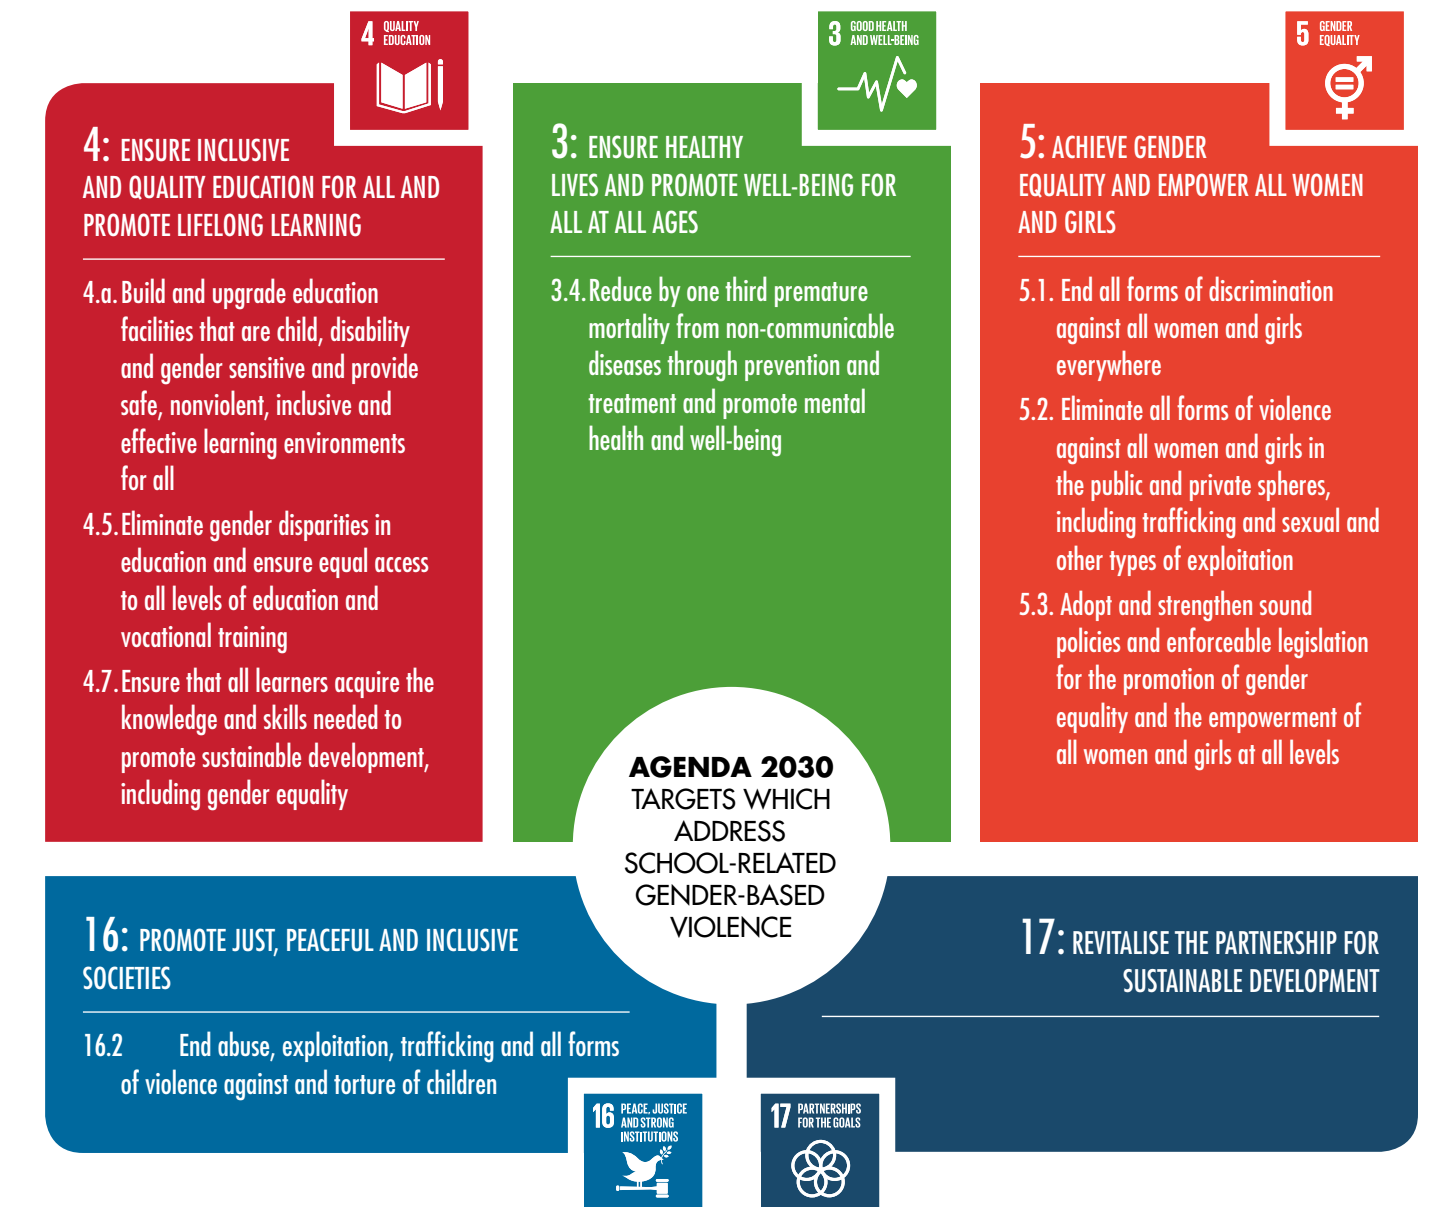 4 QUALITY
EDUCATION
4: ENSURE INCLUSIVE
AND QUALITY EDUCATION FOR ALL AND
PROMOTE LIFELONG LEARNING
4.a. Build and upgrade education
facilities that are child, disability
and gender sensitive and provide
safe, nonviolent, inclusive and
effective learning environments
for all
4.5. Eliminate gender disparities in
education and ensure equal access
to all levels of education and
vocational training
4.7. Ensure that all learners acquire the
knowledge and skills needed to
promote sustainable development,
including gender equality
3 GOOD HEALTH
AND WELL-BEING
3: ENSURE HEALTHY
LIVES AND PROMOTE WELL-BEING FOR
ALL AT ALL AGES
3.4. Reduce by one third premature
mortality from non-communicable
diseases through prevention and
treatment and promote mental
health and well-being
5 GENDER
EQUALITY
5: ACHIEVE GENDER
EQUALITY AND EMPOWER ALL WOMEN
AND GIRLS
5.1. End all forms of discrimination
against all women and girls
everywhere
5.2. Eliminate all forms of violence
against all women and girls in
the public and private spheres,
including trafficking and sexual and
other types of exploitation
5.3. Adopt and strengthen sound
policies and enforceable legislation
for the promotion of gender
equality and the empowerment of
all women and girls at all levels
AGENDA 2030
TARGETS WHICH
ADDRESS
SCHOOL-RELATED
GENDER-BASED
VIOLENCE
16: PROMOTE JUST, PEACEFUL AND INCLUSIVE
SOCIETIES
16.2 End abuse, exploitation, trafficking and all forms
of violence against and torture of children
16 PEACE, JUSTICE
AND STRONG
INSTITUTIONS
17: REVITALISE THE PARTNERSHIP FOR
SUSTAINABLE DEVELOPMENT
17 PARTNERSHIPS
FOR THE GOALS